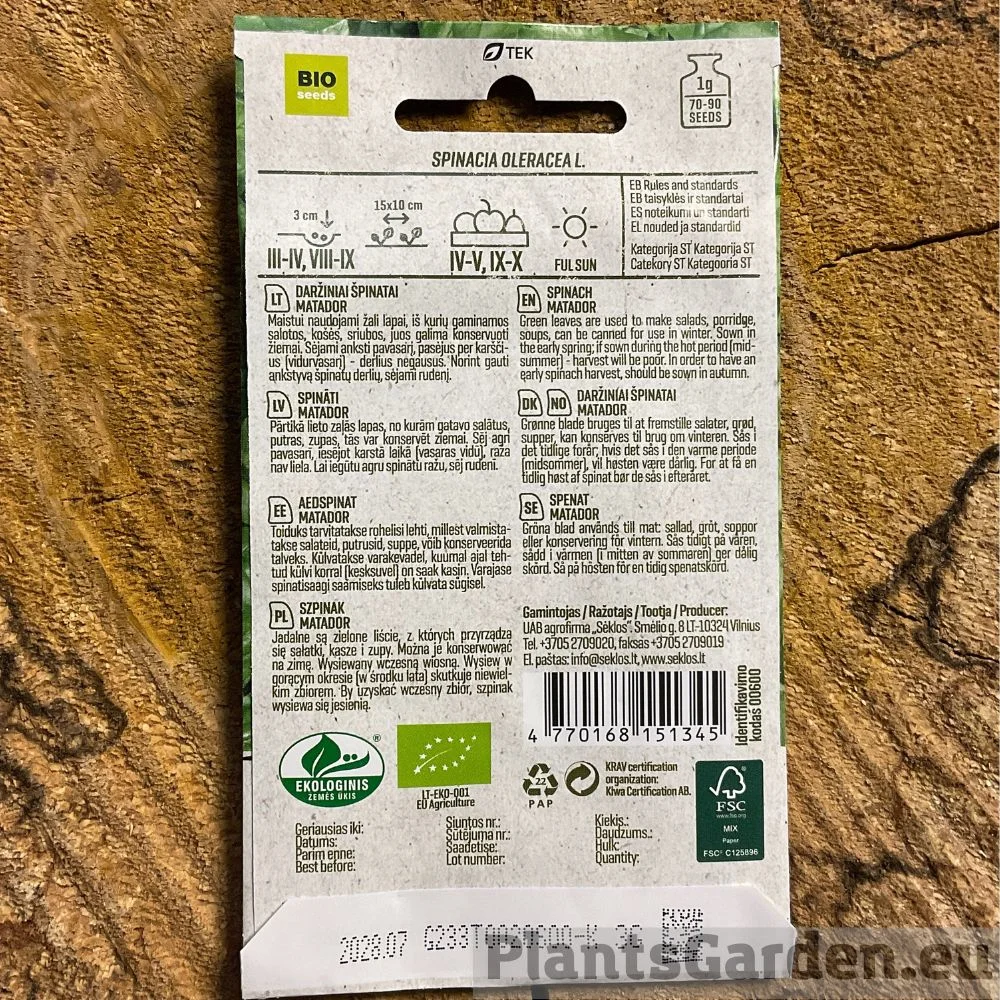 TEK
BIO
seeds
1g
70-90
SEEDS
SPINACIA OLERACEA L.
3 cm
15x10 cm
III-IV, VIII-IX
IV-V, IX-X
FUL SUN
EB Rules and standards
EB taisyklės ir standartai
ES noteikumi un standarti
EL nõuded ja standardid
Kategorija ST Kategorija ST
Catekory ST Kategooria ST
LT DARŽINIAI ŠPINATAI
MATADOR
Maistui naudojami žali lapai, iš kurių gaminamos
salotos, košės, sriubos, juos galima konservuoti
žiemai. Sėjami anksti pavasarį, pasėjus per karšči-
us (vidurvasarį) - derlius negausus. Norint gauti
ankstyvą špinatų derlių, sėjami rudenį.
LV SPINĀTI
MATADOR
Pārtikā lieto zaļās lapas, no kurām gatavo salātus,
putras, zupas, tās var konservēt ziemai. Sēj agri
pavasarī, iesējot karstā laikā (vasaras vidū), raža
nav liela. Lai iegūtu agru spinātu ražu, sēj rudenī.
EE AEDSPINAT
MATADOR
Toiduks tarvitatakse rohelisi lehti, millest valmista-
takse salateid, putrusid, suppe, võib konserveerida
talveks. Külvatakse varakevadel, kuumal ajal teh-
tud külvi korral (kesksuvel) on saak kasin. Varajase
spinatisaagi saamiseks tuleb külvata sügisel.
PL SZPINAK
MATADOR
Jadalne są zielone liście, z których przyrządza
się sałatki, kasze i zupy. Można je konserwować
na zimę. Wysiewany wczesną wiosną. Wysiew w
gorącym okresie (w środku lata) skutkuje niewiel-
kim zbiorem. By uzyskać wczesny zbiór, szpinak
wysiewa się jesienią.
EN SPINACH
MATADOR
Green leaves are used to make salads, porridge,
soups, can be canned for use in winter. Sown in
the early spring; if sown during the hot period (mid-
summer) - harvest will be poor. In order to have an
early spinach harvest, should be sown in autumn.
DK NO DARŽINIAI ŠPINATAI
MATADOR
Grønne blade bruges til at fremstille salater, grød,
supper, kan konserves til brug om vinteren. Sås i
det tidlige forår; hvis det sås i den varme periode
(midsommer), vil høsten være dårlig. For at få en
tidlig høst af spinat bør de sås i efteråret.
SE SPENAT
MATADOR
Gröna blad används till mat: sallad, gröt, soppor
eller konservering för vintern. Sås tidigt på våren,
sådd i värmen (i mitten av sommaren) ger dålig
skörd. Så på hösten för en tidig spenatskörd.
Gamintojas / Ražotajs / Tootja / Producer:
UAB agrofirma „Sėklos". Smėlio g. 8 LT-10324 Vilnius
Tel. +3705 2709020, faksas +3705 2709019
El. paštas: info@seklos.lt, www.seklos.lt
4 770168 151345
Identifikavimo
kodas 00600
EKOLOGINIS
ŽEMĖS ŪKIS
®
LT-EKO-001
EU Agriculture
22
PAP
KRAV certification
organization:
Kiwa Certification AB.
FSC
www.fsc.org
MIX
Paper
FSC® C125896
Geriausias iki:
Datums:
Parim enne:
Best before:
Siuntos nr.:
Sūtējuma nr.:
Saadetise:
Lot number:
Kiekis.:
Daudzums.:
Hulk:
Quantity:
2028.07
PlantsGarden.eu